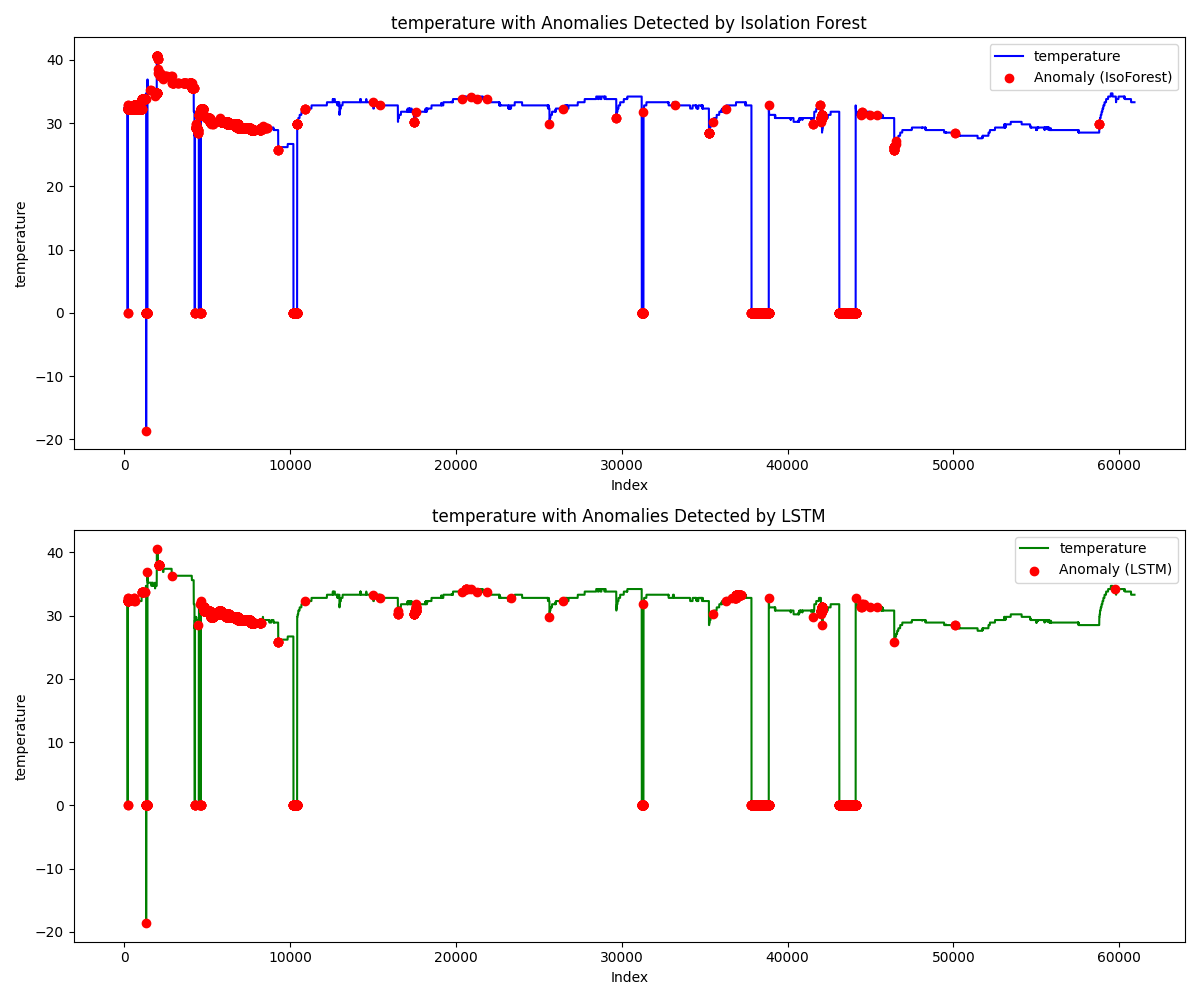 temperature with Anomalies Detected by Isolation Forest
temperature
Anomaly (IsoForest)
40
30
20
10
0
−10
−20
temperature
0 10000 20000 30000 40000 50000 60000
Index
temperature with Anomalies Detected by LSTM
temperature
Anomaly (LSTM)
40
30
20
10
0
−10
−20
temperature
0 10000 20000 30000 40000 50000 60000
Index